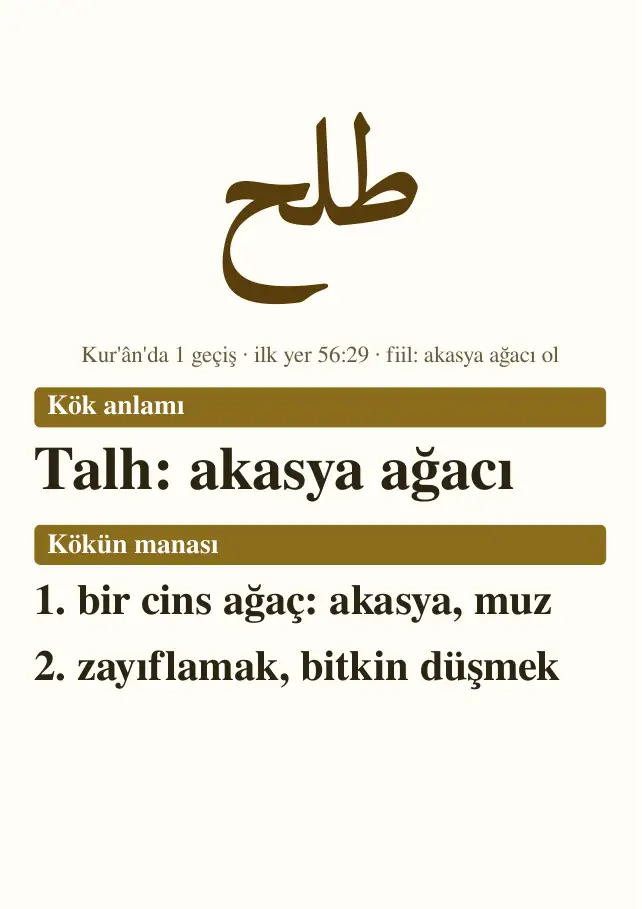 طلح
Kur'ân'da 1 geçiş · ilk yer 56:29 · fiil: akasya ağacı ol
Kök anlamı
Talh: akasya ağacı
Kökün manası
1. bir cins ağaç: akasya, muz
2. zayıflamak, bitkin düşmek